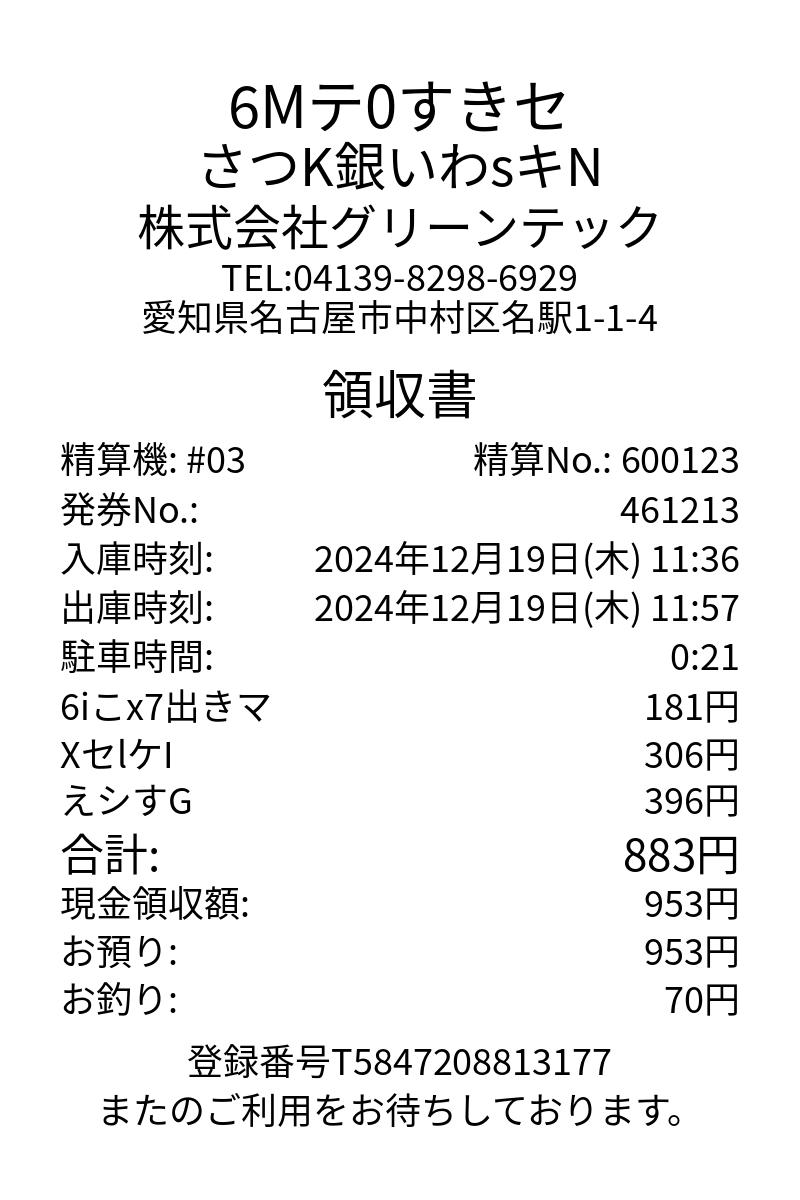 6Mテ0すきセ
さつK銀いわsキN
株式会社グリーンテック
TEL:04139-8298-6929
愛知県名古屋市中村区名駅1-1-4
領収書
精算機: #03 精算No.: 600123
発券No.: 461213
入庫時刻: 2024年12月19日(木) 11:36
出庫時刻: 2024年12月19日(木) 11:57
駐車時間: 0:21
6iこx7出きマ 181円
XセlケI 306円
えシすG 396円
合計: 883円
現金領収額: 953円
お預り: 953円
お釣り: 70円
登録番号T5847208813177
またのご利用をお待ちしております。